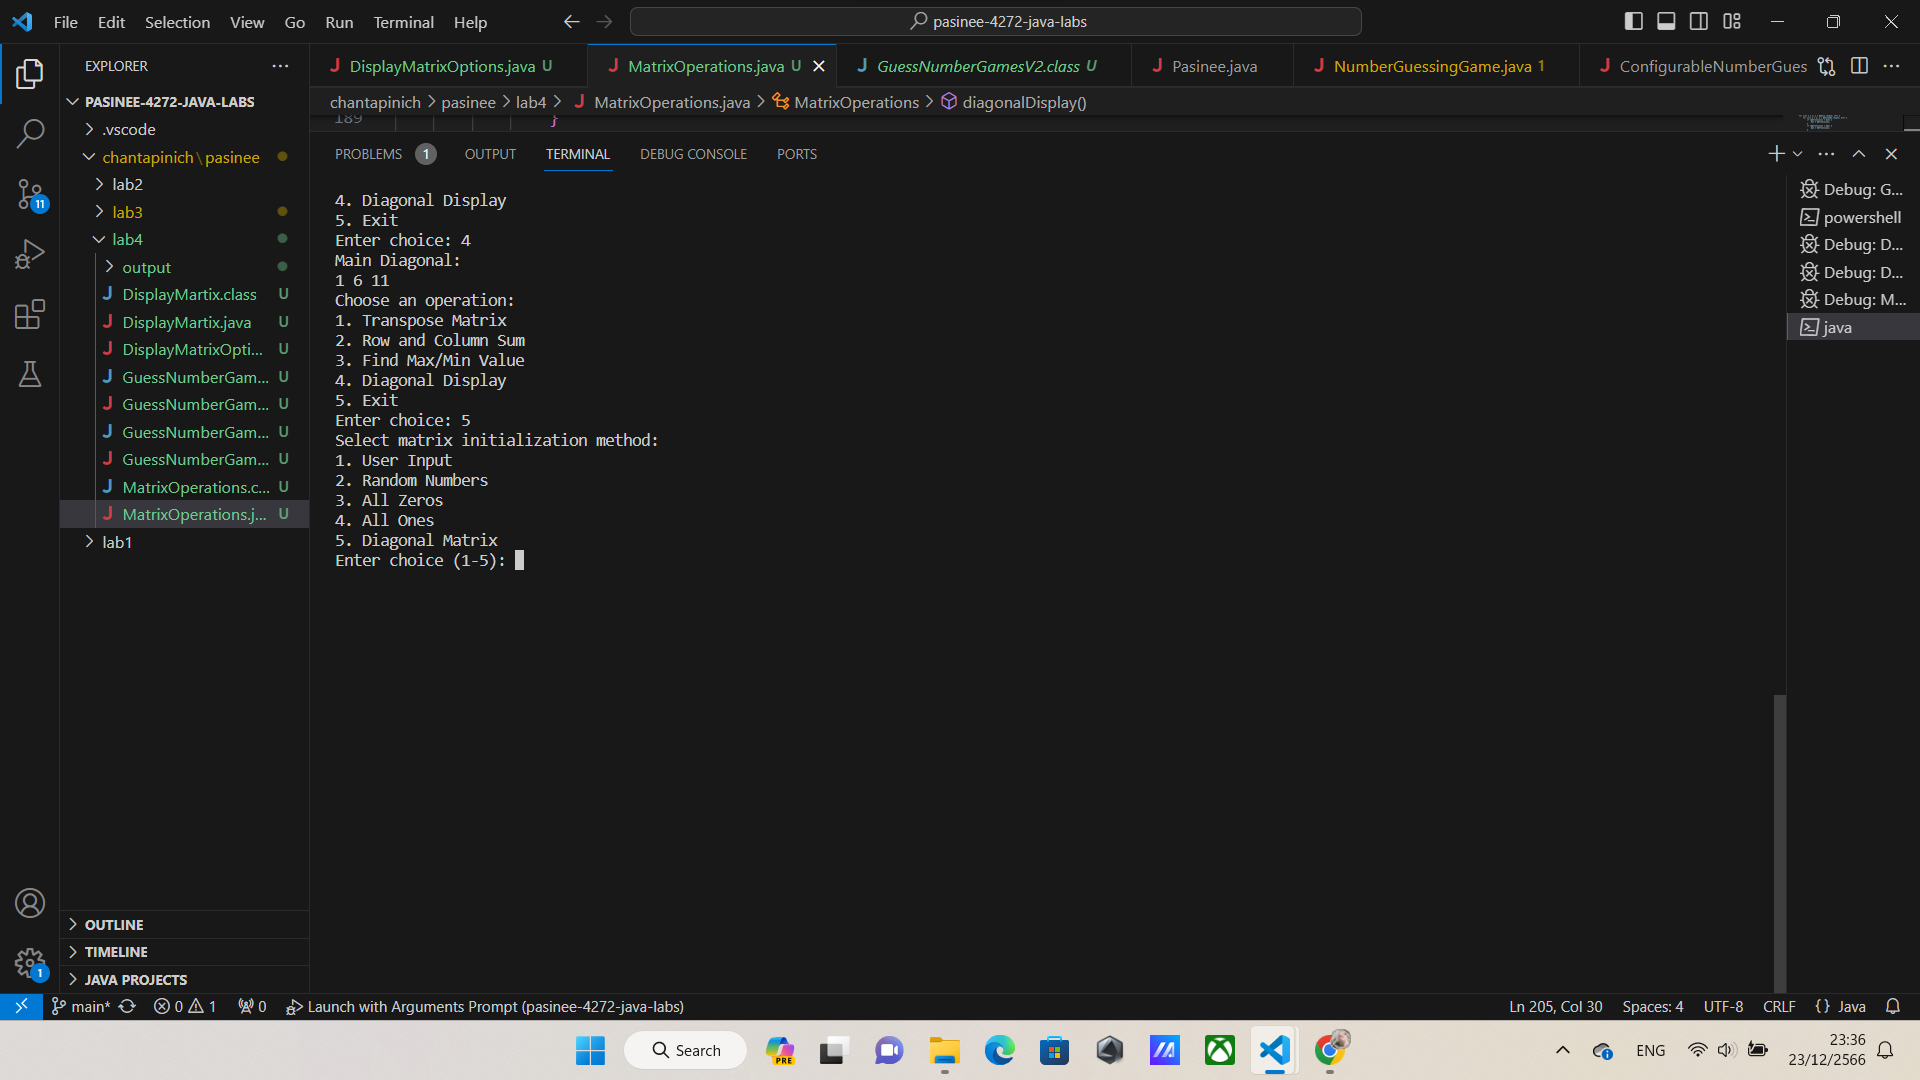 File Edit Selection View Go Run Terminal Help
pasinee-4272-java-labs
EXPLORER
PASINEE-4272-JAVA-LABS
.vscode
chantapinich\pasinee
lab2
lab3
lab4
output
DisplayMartix.class U
DisplayMartix.java U
DisplayMatrixOpti... U
GuessNumberGam... U
GuessNumberGam... U
GuessNumberGam... U
GuessNumberGam... U
MatrixOperations.c... U
MatrixOperations.j... U
lab1
OUTLINE
TIMELINE
JAVA PROJECTS
11
1
DisplayMatrixOptions.java U
MatrixOperations.java U
GuessNumberGamesV2.class U
Pasinee.java
NumberGuessingGame.java 1
ConfigurableNumberGues
chantapinich > pasinee > lab4 > MatrixOperations.java > MatrixOperations > diagonalDisplay()
189 }
PROBLEMS 1 OUTPUT TERMINAL DEBUG CONSOLE PORTS
4. Diagonal Display
5. Exit
Enter choice: 4
Main Diagonal:
1 6 11
Choose an operation:
1. Transpose Matrix
2. Row and Column Sum
3. Find Max/Min Value
4. Diagonal Display
5. Exit
Enter choice: 5
Select matrix initialization method:
1. User Input
2. Random Numbers
3. All Zeros
4. All Ones
5. Diagonal Matrix
Enter choice (1-5):
Debug: G...
powershell
Debug: D...
Debug: D...
Debug: M...
java
main* 0 1 0 Launch with Arguments Prompt (pasinee-4272-java-labs)
Ln 205, Col 30 Spaces: 4 UTF-8 CRLF {} Java
Search
PRE
ENG
23:36
23/12/2566